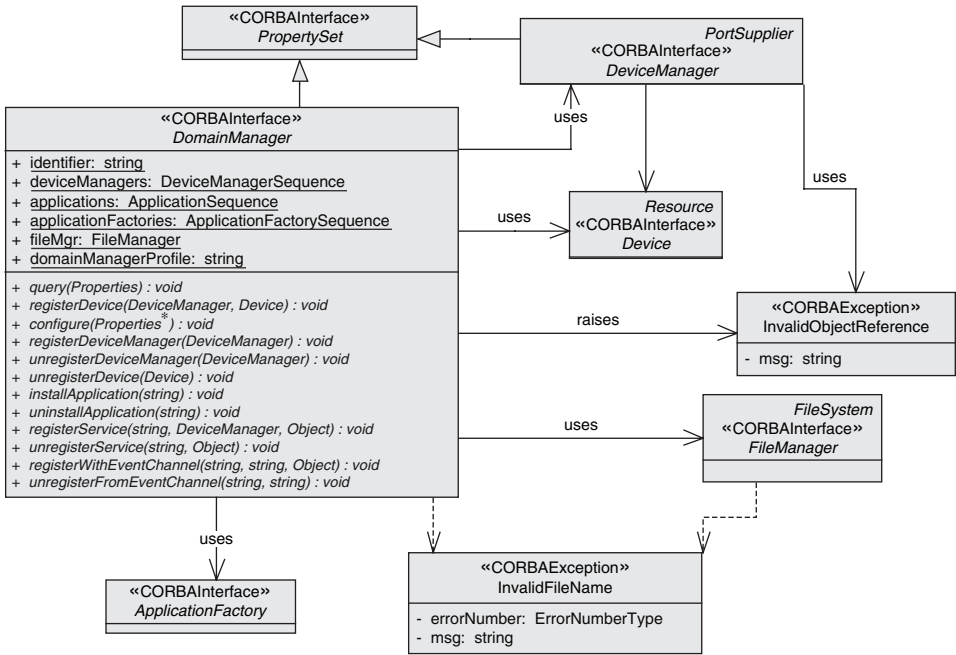 «CORBAInterface»
PropertySet
PortSupplier
«CORBAInterface»
DeviceManager
«CORBAInterface»
DomainManager
+ identifier: string
+ deviceManagers: DeviceManagerSequence
+ applications: ApplicationSequence
+ applicationFactories: ApplicationFactorySequence
+ fileMgr: FileManager
+ domainManagerProfile: string
+ query(Properties) : void
+ registerDevice(DeviceManager, Device) : void
+ configure(Properties*) : void
+ registerDeviceManager(DeviceManager) : void
+ unregisterDeviceManager(DeviceManager) : void
+ unregisterDevice(Device) : void
+ installApplication(string) : void
+ uninstallApplication(string) : void
+ registerService(string, DeviceManager, Object) : void
+ unregisterService(string, Object) : void
+ registerWithEventChannel(string, string, Object) : void
+ unregisterFromEventChannel(string, string) : void
uses
uses
uses
Resource
«CORBAInterface»
Device
raises
«CORBAException»
InvalidObjectReference
- msg: string
uses
FileSystem
«CORBAInterface»
FileManager
uses
«CORBAInterface»
ApplicationFactory
«CORBAException»
InvalidFileName
- errorNumber: ErrorNumberType
- msg: string